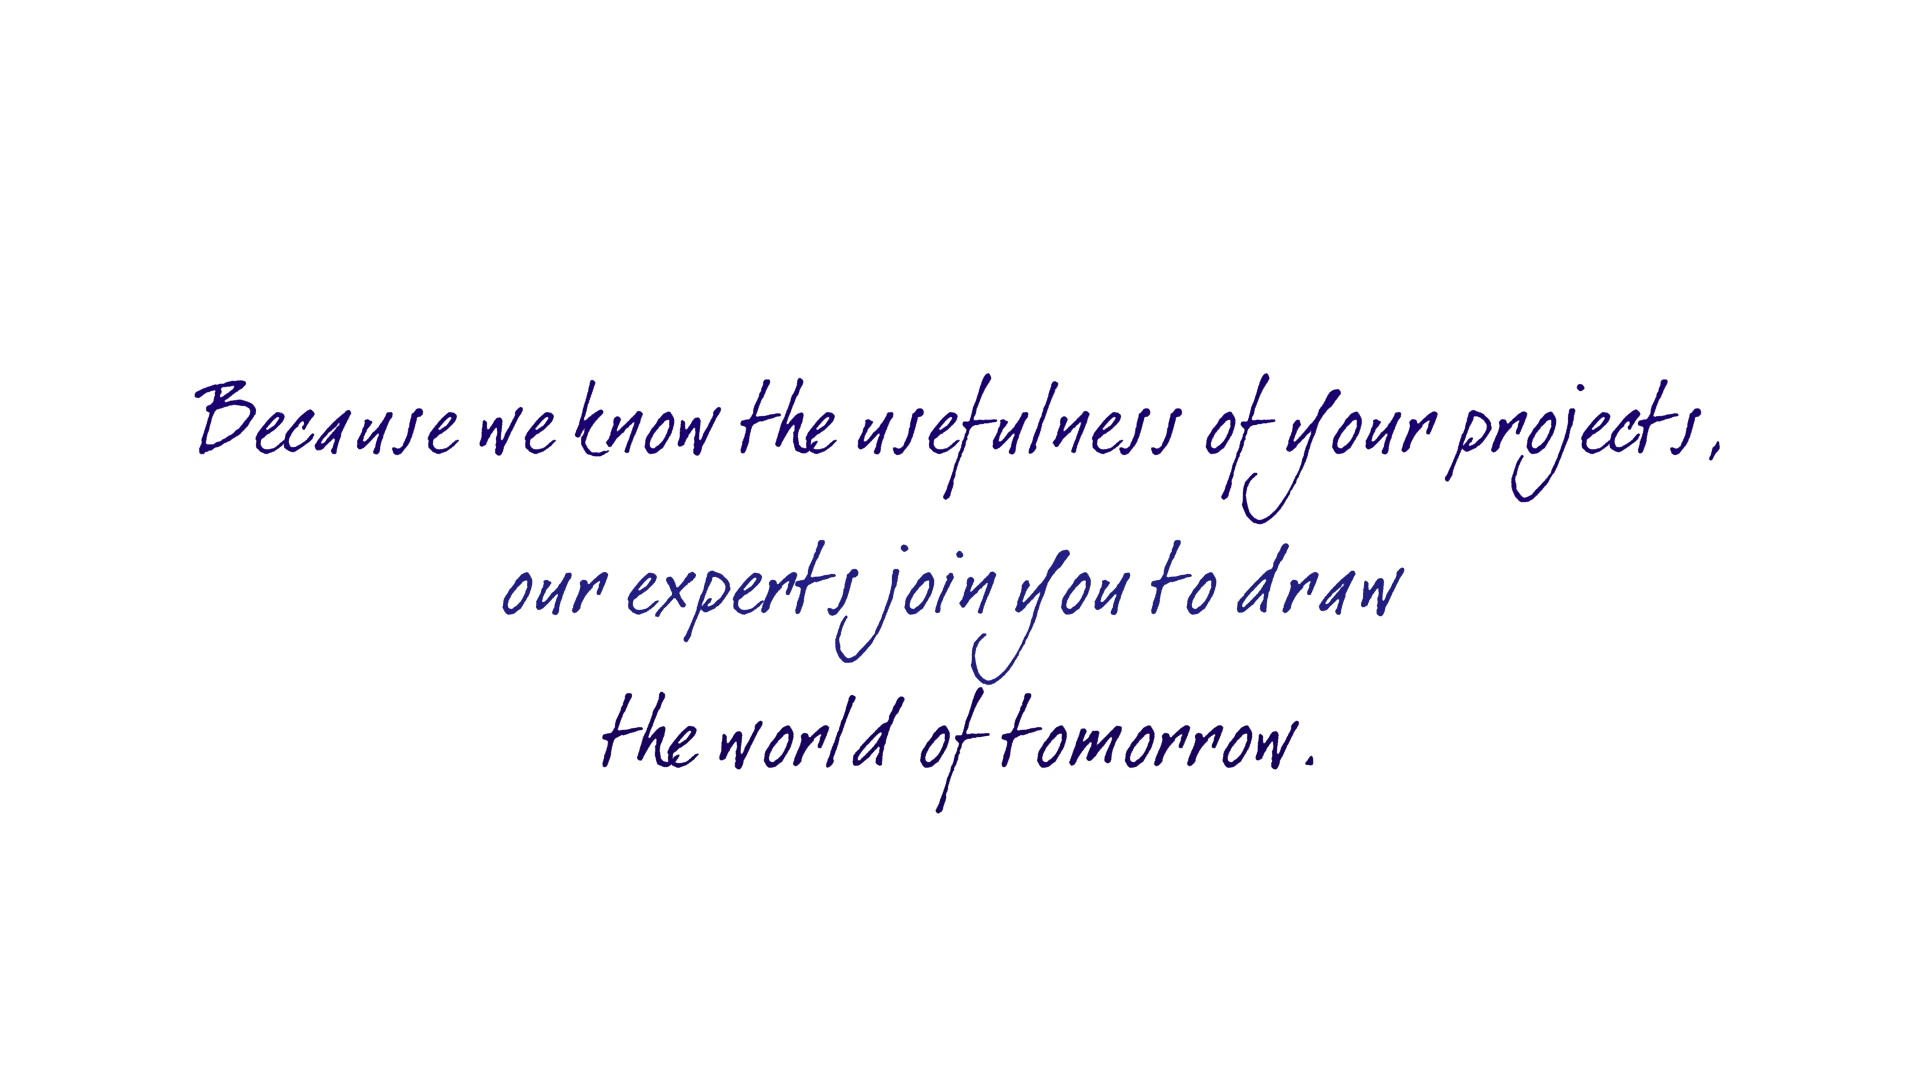 Because we know the usefulness of your projects,
our experts join you to draw
the world of tomorrow.